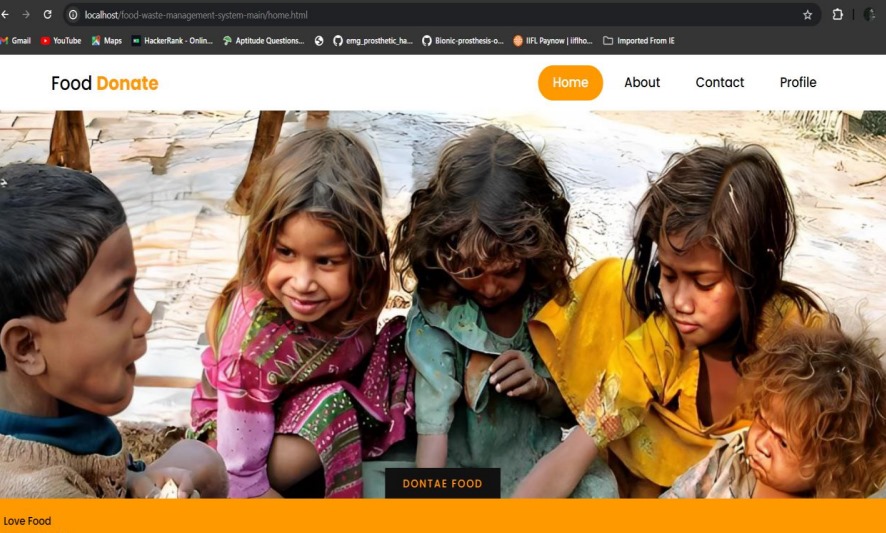 localhost/food-waste-management-system-main/home.html
Gmail YouTube Maps HackerRank - Onlin... Aptitude Questions... emg_prosthetic_ha... Bionic-prosthesis-o... IIFL Paynow | iiflho... Imported From IE
Food Donate Home About Contact Profile
DONTAE FOOD
Love Food